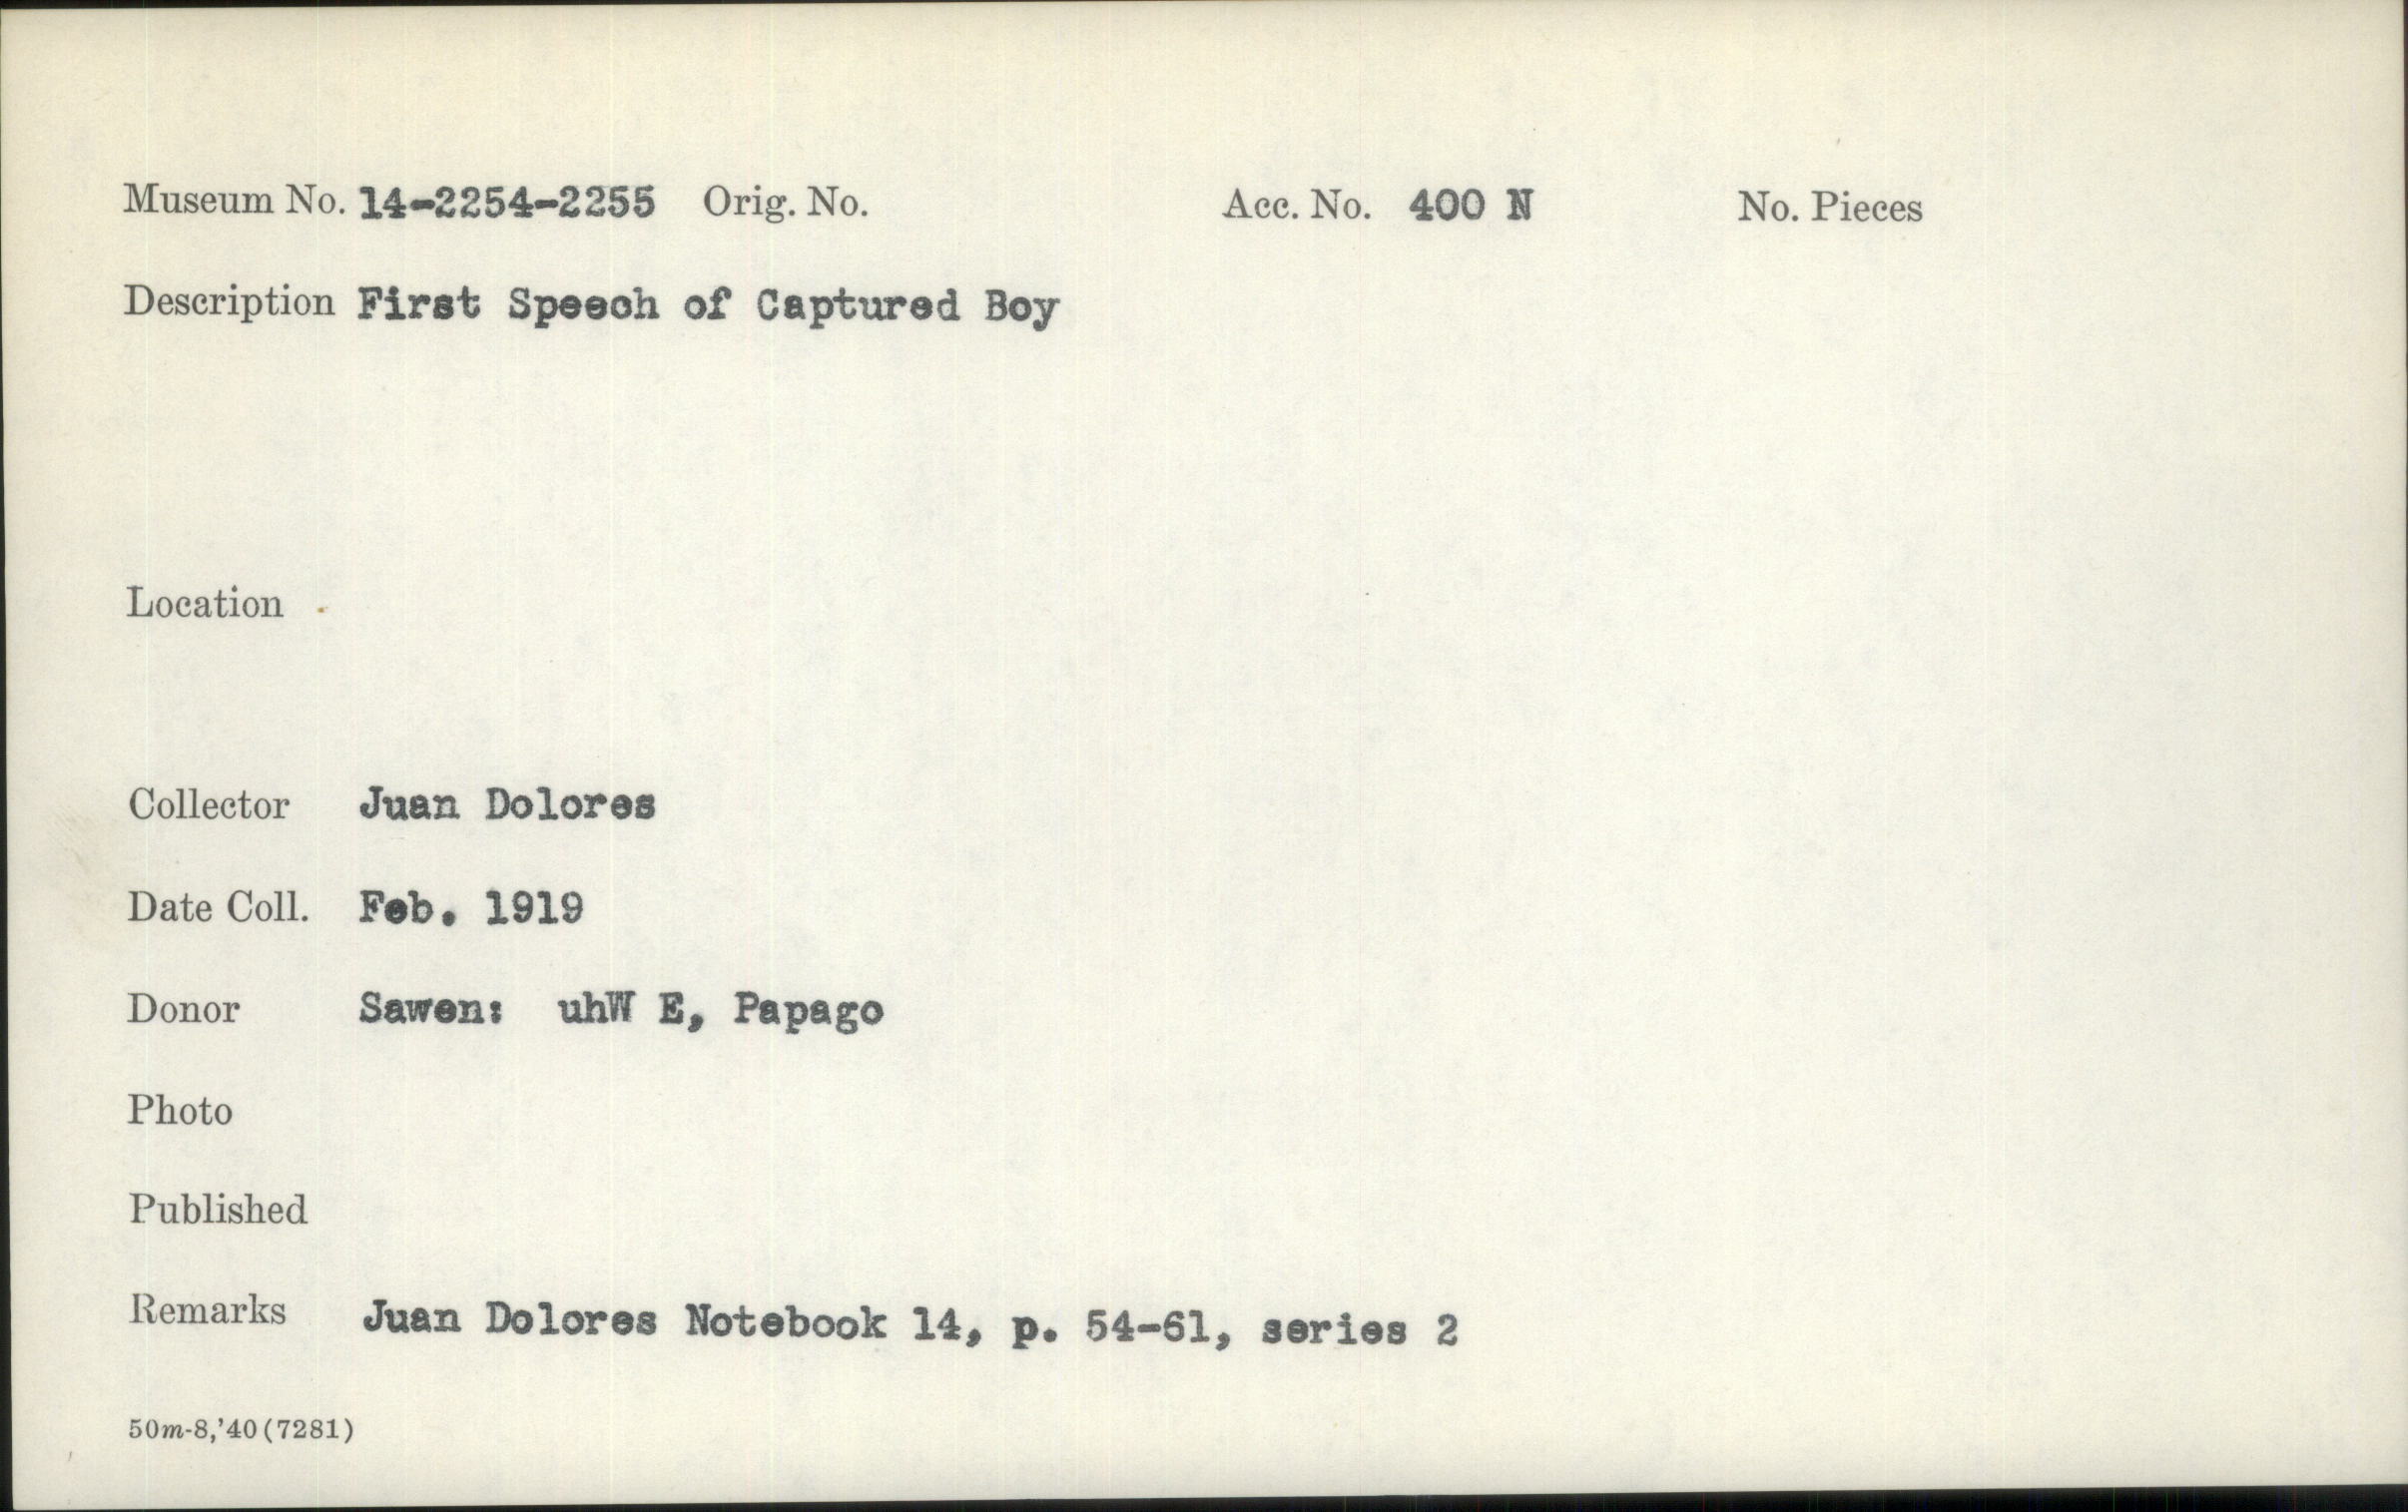 Museum No. 14-2254-2255 Orig. No. Acc. No. 400 N No. Pieces
Description First Speech of Captured Boy
Location
Collector Juan Dolores
Date Coll. Feb. 1919
Donor Sawen: uhW E, Papago
Photo
Published
Remarks Juan Dolores Notebook 14, p. 54-61, series 2
50m-8,'40(7281)